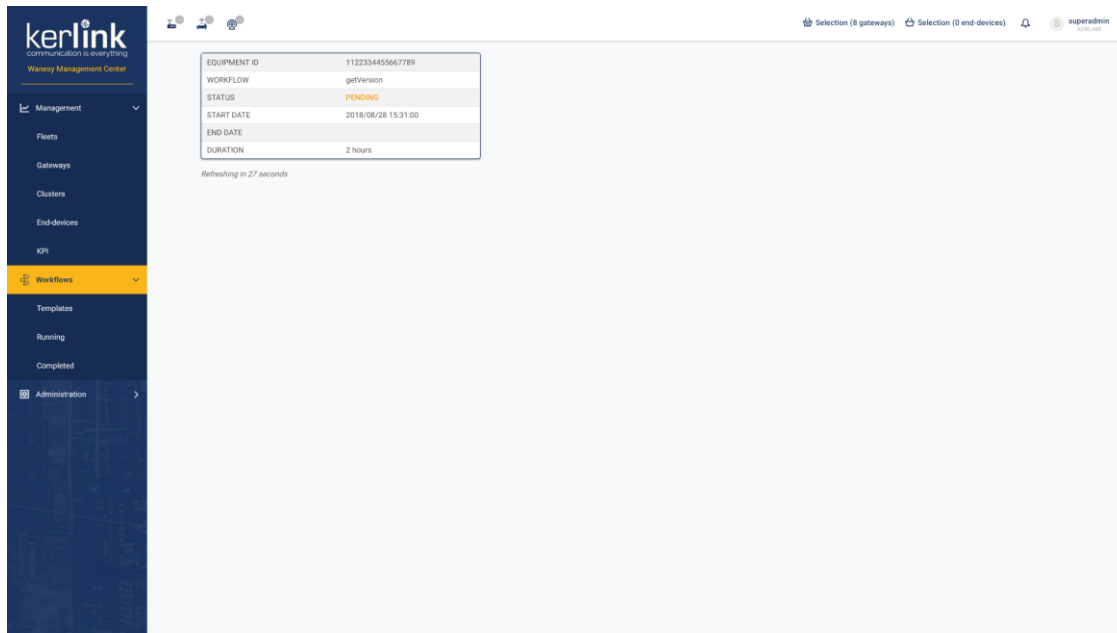 kerlink
communication is everything
Wanesy Management Center
Selection (8 gateways) Selection (0 end-devices) S superadmin
KERLINK
Management
Fleets
Gateways
Clusters
End-devices
KPI
Workflows
Templates
Running
Completed
Administration
EQUIPMENT ID 1122334455667789
WORKFLOW getVersion
STATUS PENDING
START DATE 2018/08/28 15:31:00
END DATE
DURATION 2 hours
Refreshing in 27 seconds